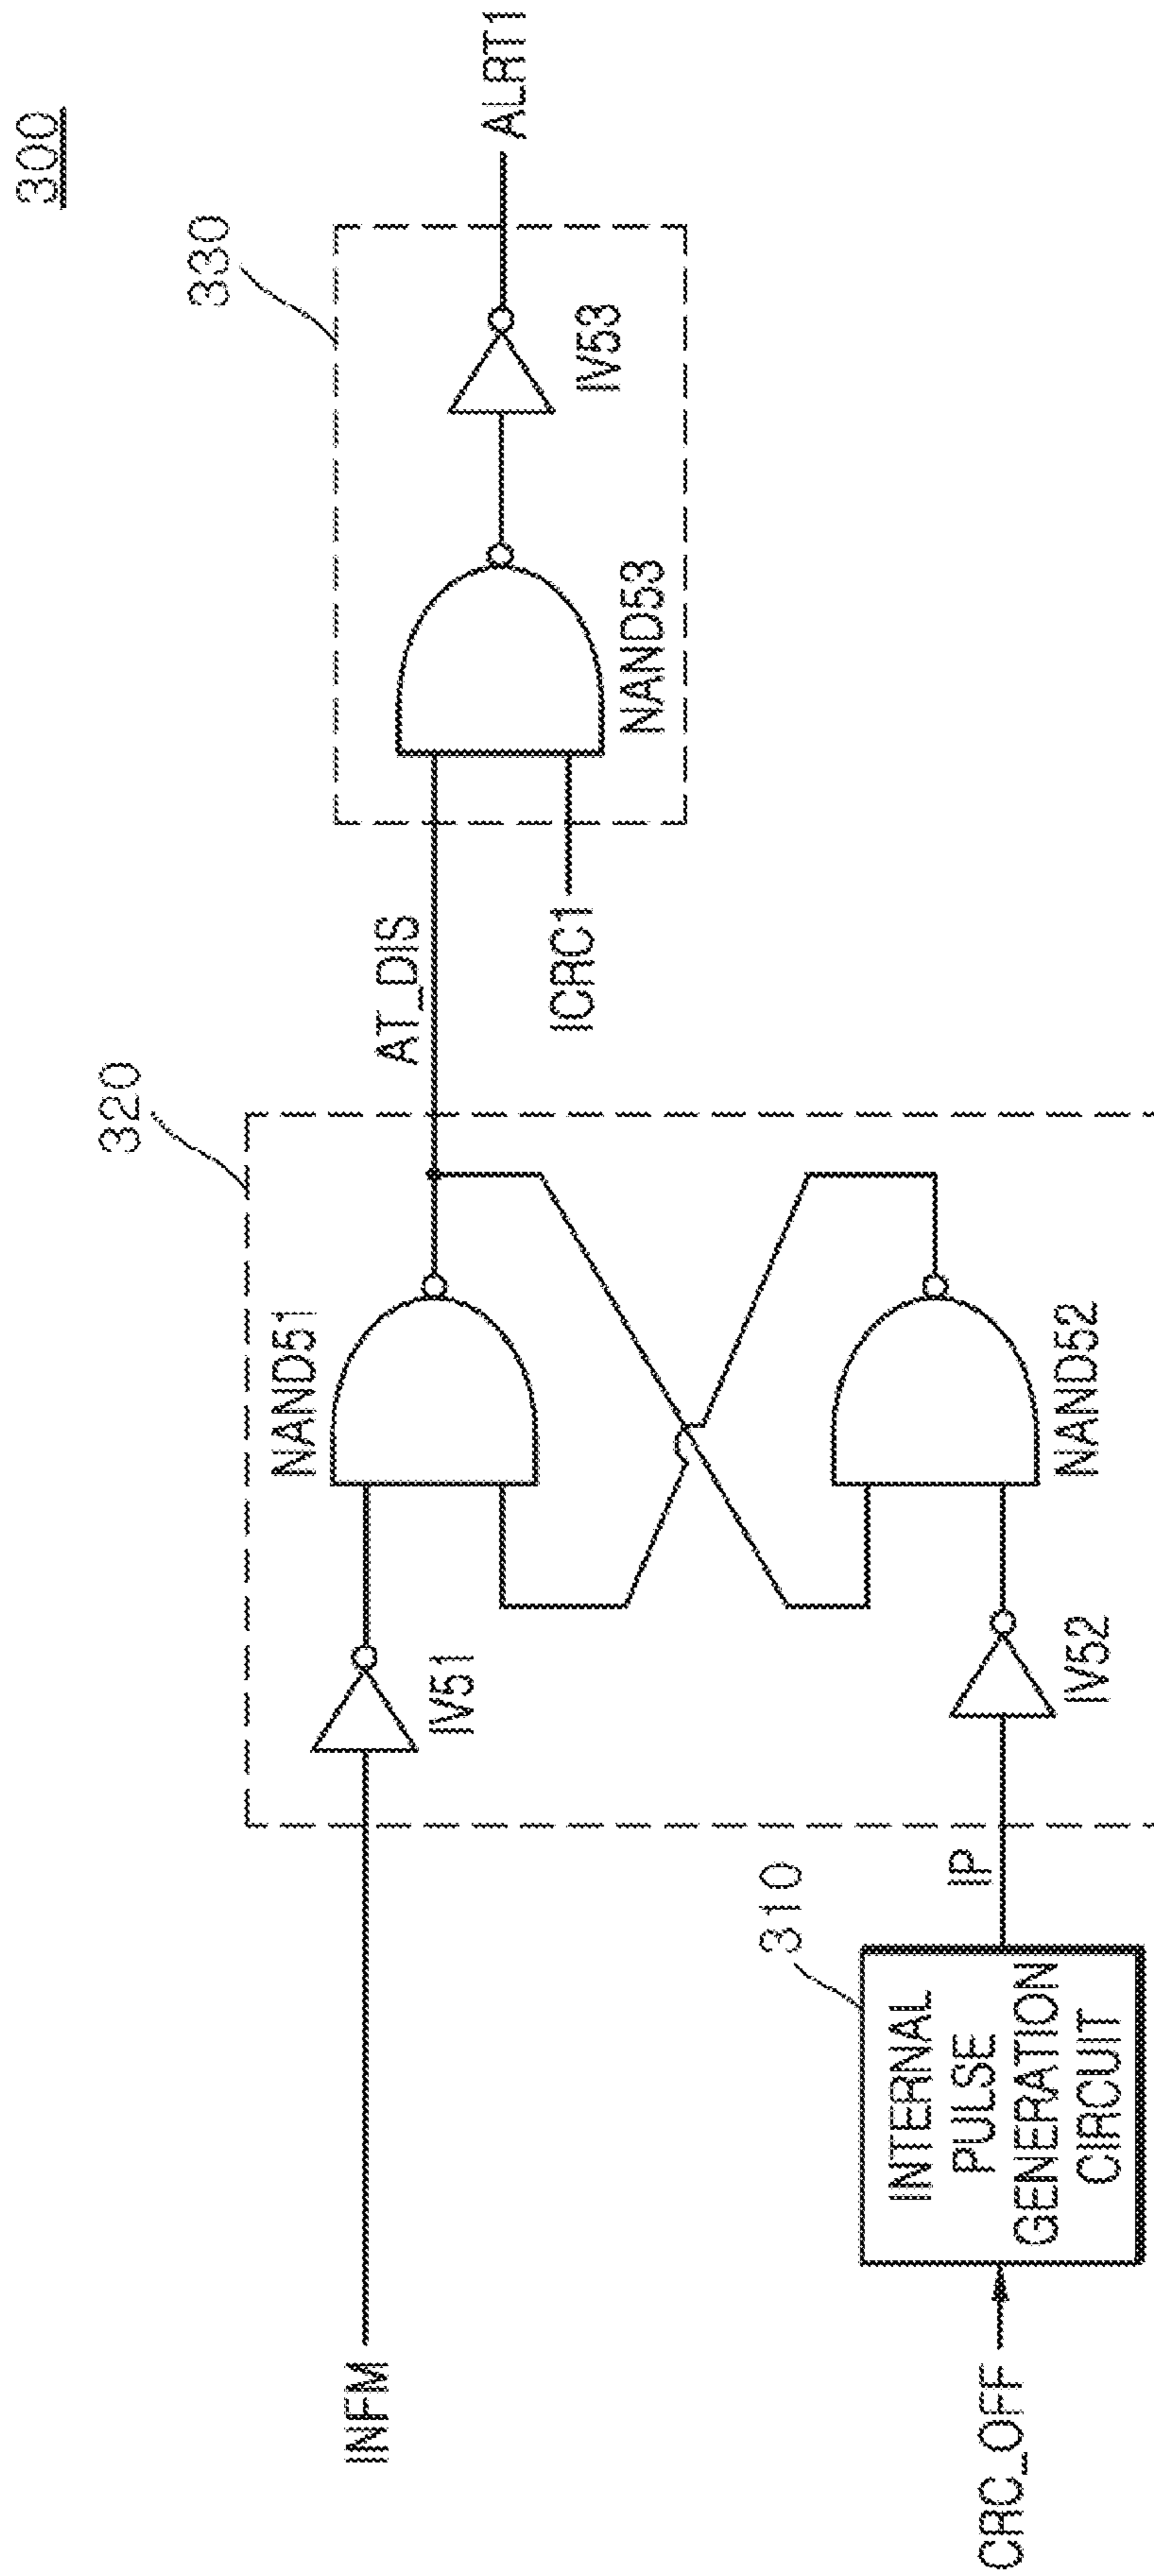 300
330
ALRT1
IV53
NAND53
AT_DIS
ICRC1
320
NAND51
NAND52
IV51
IV52
INFM
IP
310
INTERNAL
PULSE
GENERATION
CIRCUIT
CRC_OFF